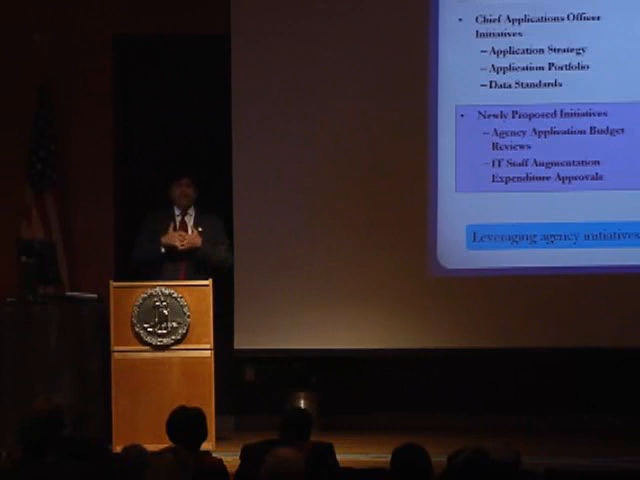 • Chief Applications Officer
Initiatives
– Application Strategy
– Application Portfolio
– Data Standards
• Newly Proposed Initiatives
– Agency Application Budget
Reviews
– IT Staff Augmentation
Expenditure Approvals
Leveraging agency initiatives